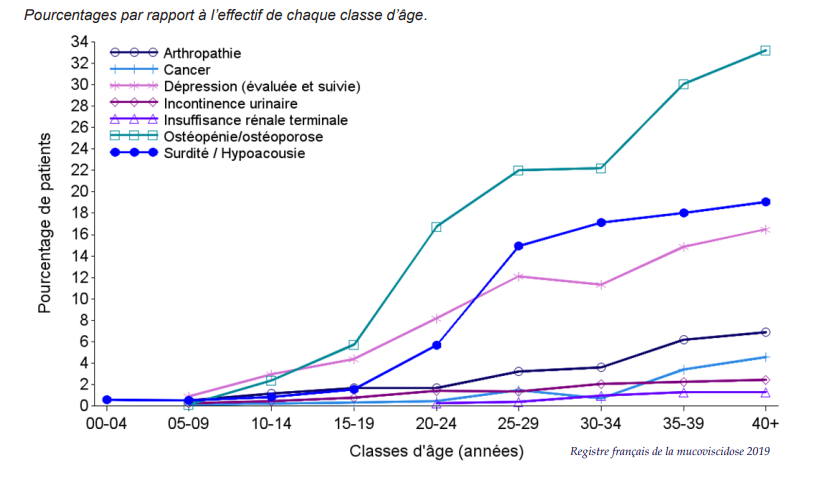 Pourcentages par rapport à l’effectif de chaque classe d’âge.
34
32
30
28
26
24
22
20
18
16
14
12
10
8
6
4
2
0
Pourcentage de patients
Arthropathie
Cancer
Dépression (évaluée et suivie)
Incontinence urinaire
Insuffisance rénale terminale
Ostéopénie/ostéoporose
Surdité / Hypoacousie
00-04 05-09 10-14 15-19 20-24 25-29 30-34 35-39 40+
Classes d'âge (années)
Registre français de la mucoviscidose 2019